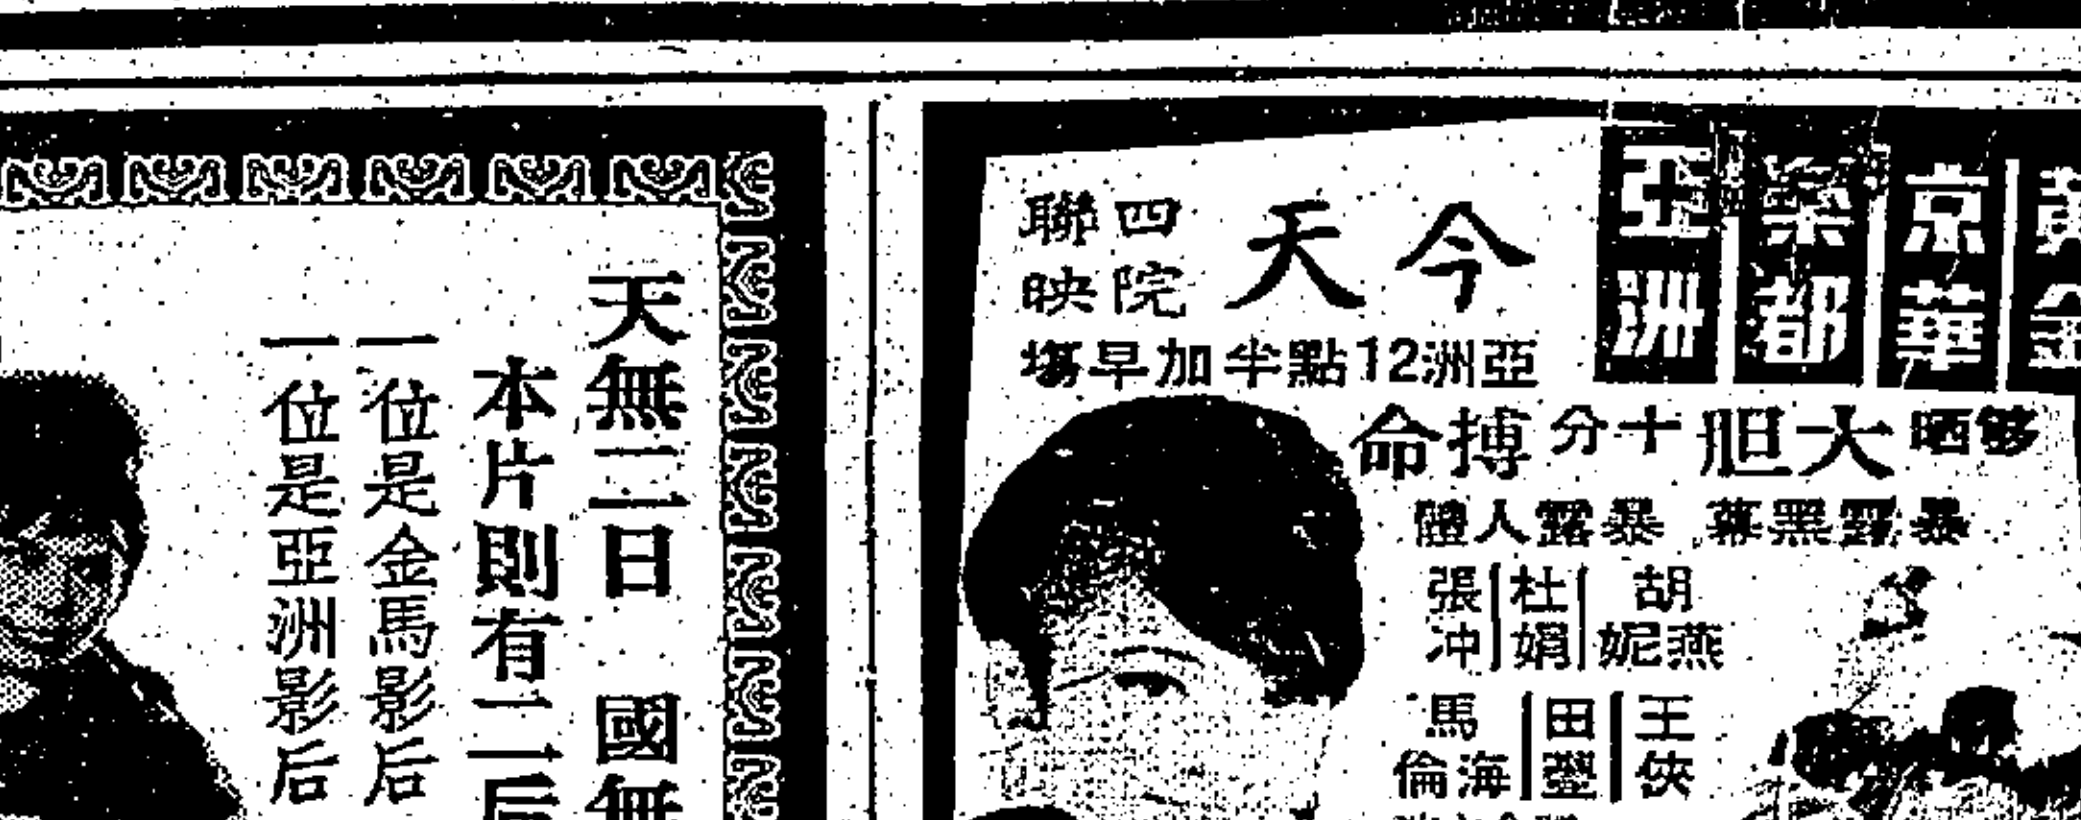 京華
樂都
亞洲
今天
四院聯映
亞洲12點半加早塲
够晒大胆十分搏命
暴露黑幕 暴露人體
胡燕妮 杜娟 張冲
王俠 田豐 馬海倫
天無二日 國無
本片則有二后
一位是金馬影后
一位是亞洲影后